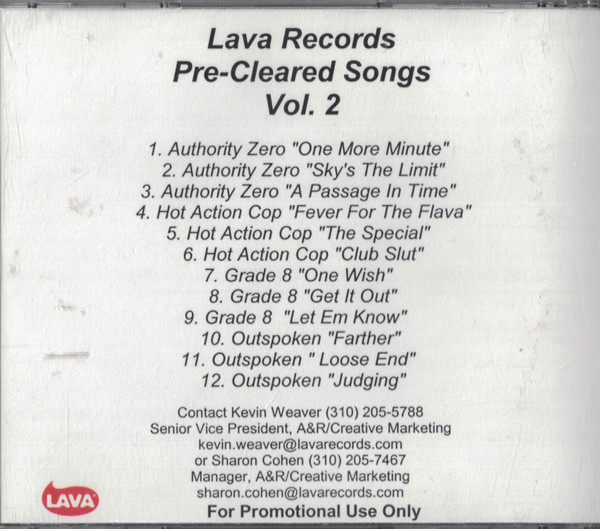 Lava Records
Pre-Cleared Songs
Vol. 2
1. Authority Zero "One More Minute"
2. Authority Zero "Sky's The Limit"
3. Authority Zero "A Passage In Time"
4. Hot Action Cop "Fever For The Flava"
5. Hot Action Cop "The Special"
6. Hot Action Cop "Club Slut"
7. Grade 8 "One Wish"
8. Grade 8 "Get It Out"
9. Grade 8  "Let Em Know"
10. Outspoken "Farther"
11. Outspoken " Loose End"
12. Outspoken "Judging"
Contact Kevin Weaver (310) 205-5788
Senior Vice President, A&R/Creative Marketing
kevin.weaver@lavarecords.com
or Sharon Cohen (310) 205-7467
Manager, A&R/Creative Marketing
sharon.cohen@lavarecords.com
For Promotional Use Only
LAVA